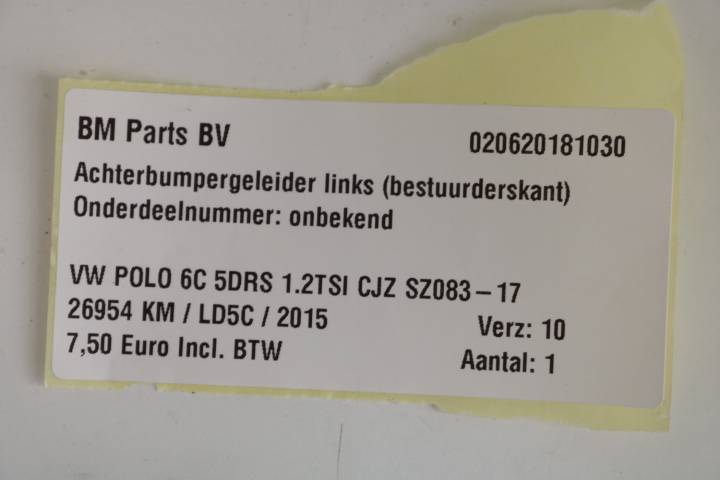 BM Parts BV 020620181030
Achterbumpergeleider links (bestuurderskant)
Onderdeelnummer: onbekend
VW POLO 6C 5DRS 1.2TSI CJZ SZ083-17
26954 KM / LD5C / 2015 Verz: 10
7,50 Euro Incl. BTW Aantal: 1